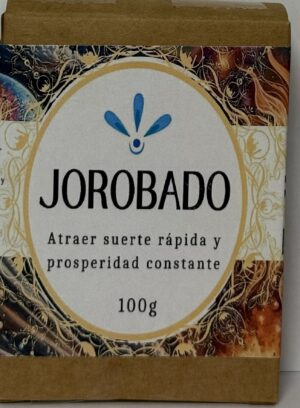 JOROBADO
Atraer suerte rápida y
prosperidad constante
100g